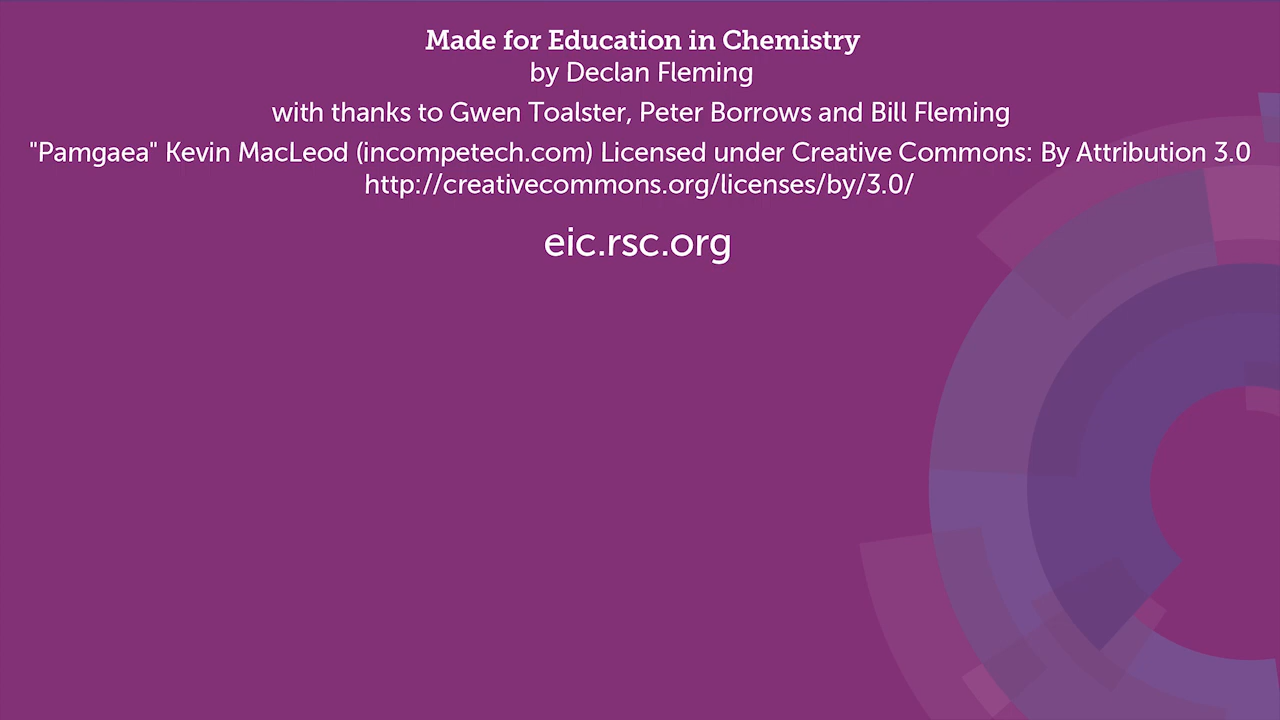 Made for Education in Chemistry
by Declan Fleming
with thanks to Gwen Toalster, Peter Borrows and Bill Fleming
"Pamgaea" Kevin MacLeod (incompetech.com) Licensed under Creative Commons: By Attribution 3.0
http://creativecommons.org/licenses/by/3.0/
eic.rsc.org